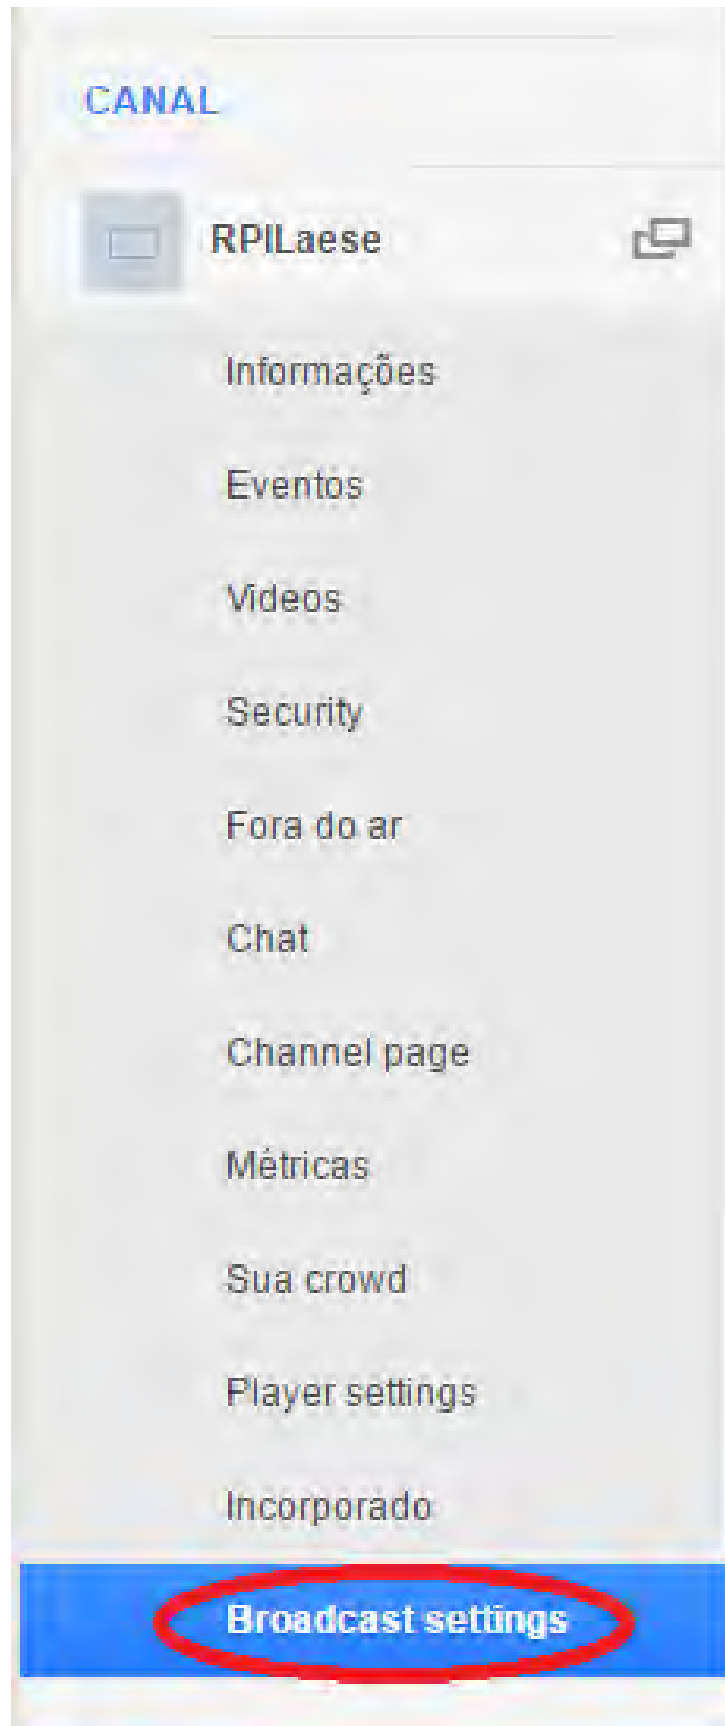 CANAL
RPILaese
Informações
Eventos
Videos
Security
Fora do ar
Chat
Channel page
Métricas
Sua crowd
Player settings
Incorporado
Broadcast settings